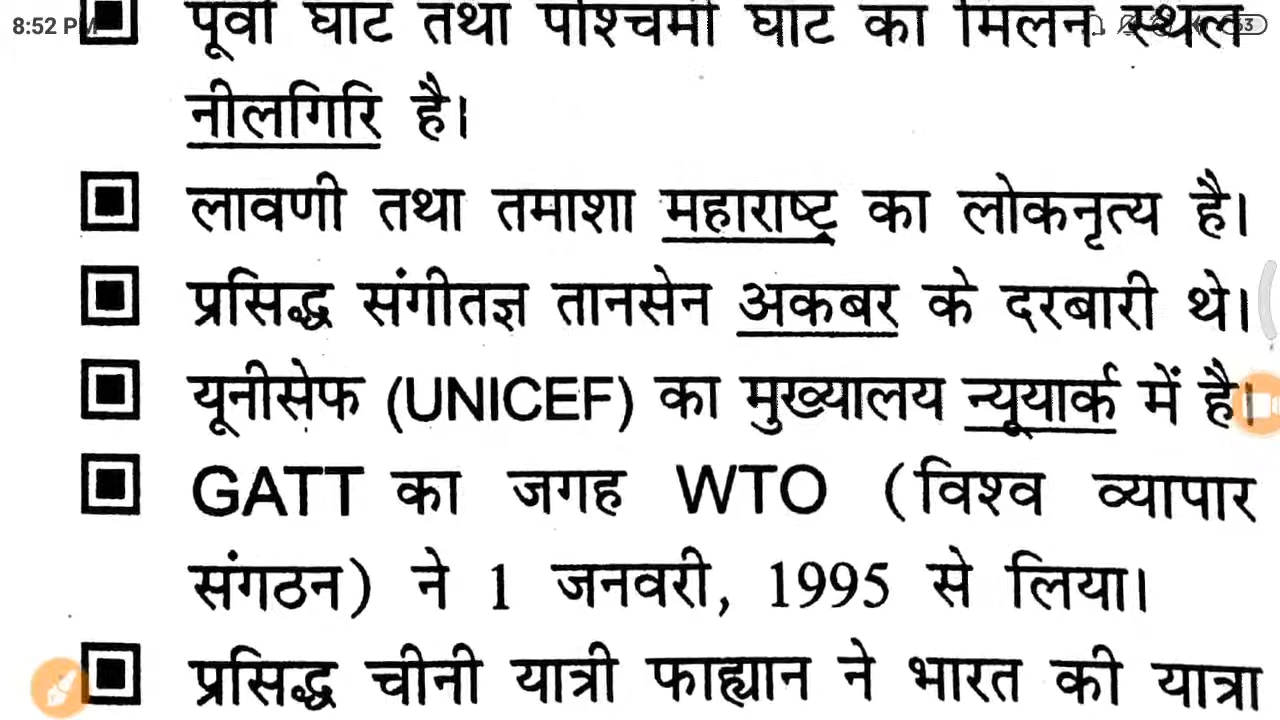 8:52 PM
पूर्वी घाट तथा पश्चिमी घाट का मिलन स्थल
नीलगिरि है।
लावणी तथा तमाशा महाराष्ट्र का लोकनृत्य है।
प्रसिद्ध संगीतज्ञ तानसेन अकबर के दरबारी थे।
यूनीसेफ (UNICEF) का मुख्यालय न्यूयार्क में है।
GATT का जगह WTO (विश्व व्यापार
संगठन) ने 1 जनवरी, 1995 से लिया।
प्रसिद्ध चीनी यात्री फाह्यान ने भारत की यात्रा